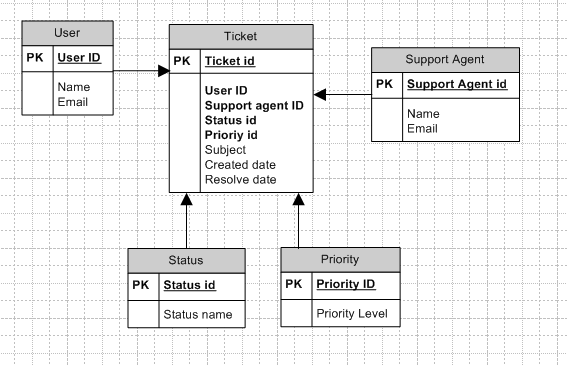 User
PK User ID
Name
Email
Ticket
PK Ticket id
User ID
Support agent ID
Status id
Prioriy id
Subject
Created date
Resolve date
Support Agent
PK Support Agent id
Name
Email
Status
PK Status id
Status name
Priority
PK Priority ID
Priority Level